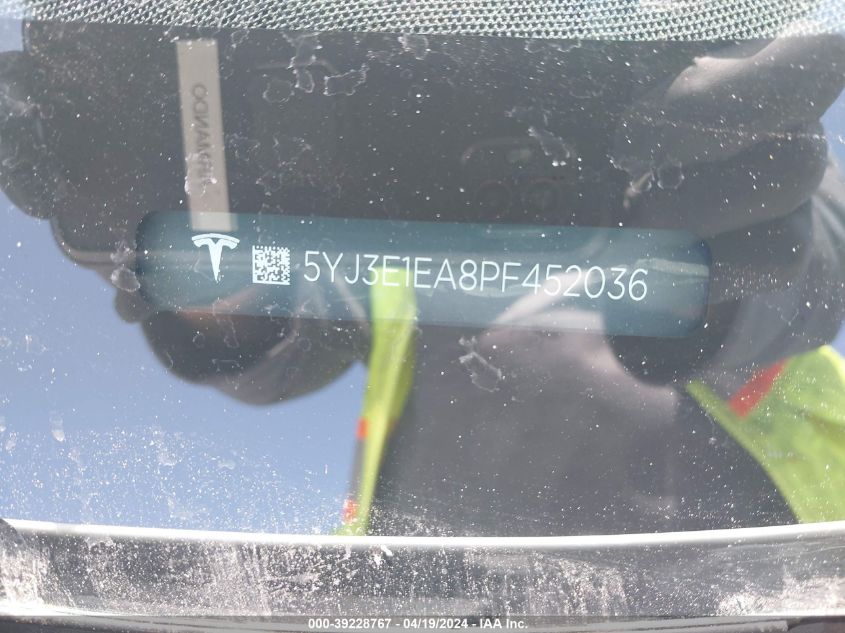 5YJ3E1EA8PF452036
000-39228767 - 04/19/2024 - IAA Inc.